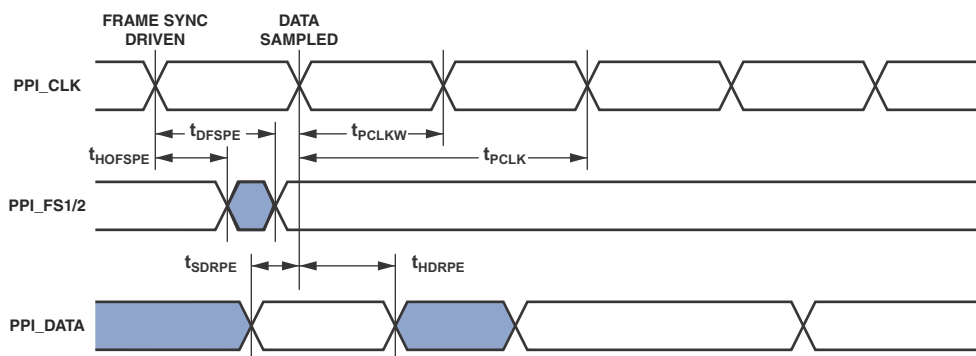 FRAME SYNC
DRIVEN
DATA
SAMPLED
PPI_CLK
tDFSPE
tPCLKW
tHOFSPE
tPCLK
PPI_FS1/2
tSDRPE
tHDRPE
PPI_DATA